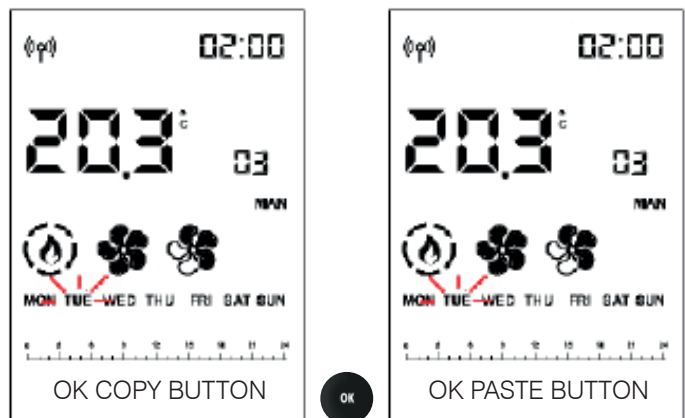 02:00
20.3 °C
03
MAN
MON TUE WED THU FRI SAT SUN
OK COPY BUTTON
OK
02:00
20.3 °C
03
MAN
MON TUE WED THU FRI SAT SUN
OK PASTE BUTTON